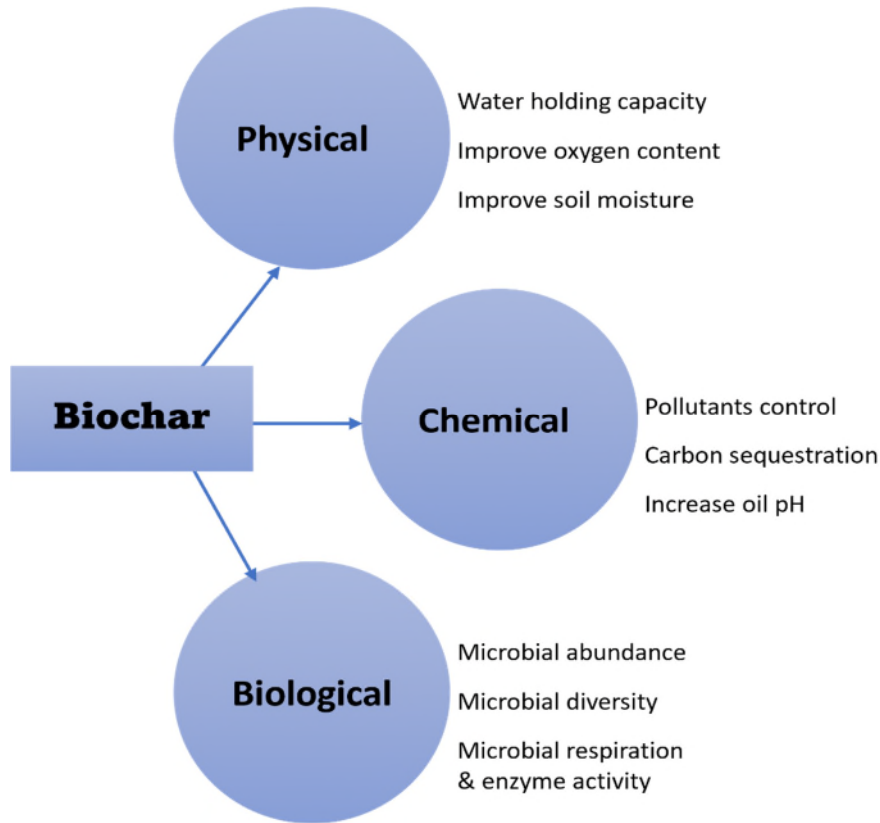 Physical
Water holding capacity
Improve oxygen content
Improve soil moisture
Biochar
Chemical
Pollutants control
Carbon sequestration
Increase oil pH
Biological
Microbial abundance
Microbial diversity
Microbial respiration
& enzyme activity